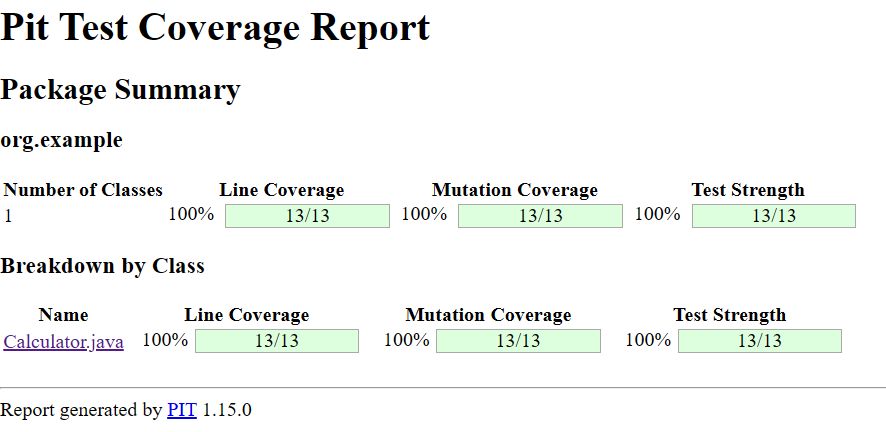 Pit Test Coverage Report
Package Summary
org.example
Number of Classes Line Coverage Mutation Coverage Test Strength
1 100% 13/13 100% 13/13 100% 13/13
Breakdown by Class
Name Line Coverage Mutation Coverage Test Strength
Calculator.java 100% 13/13 100% 13/13 100% 13/13
Report generated by PIT 1.15.0